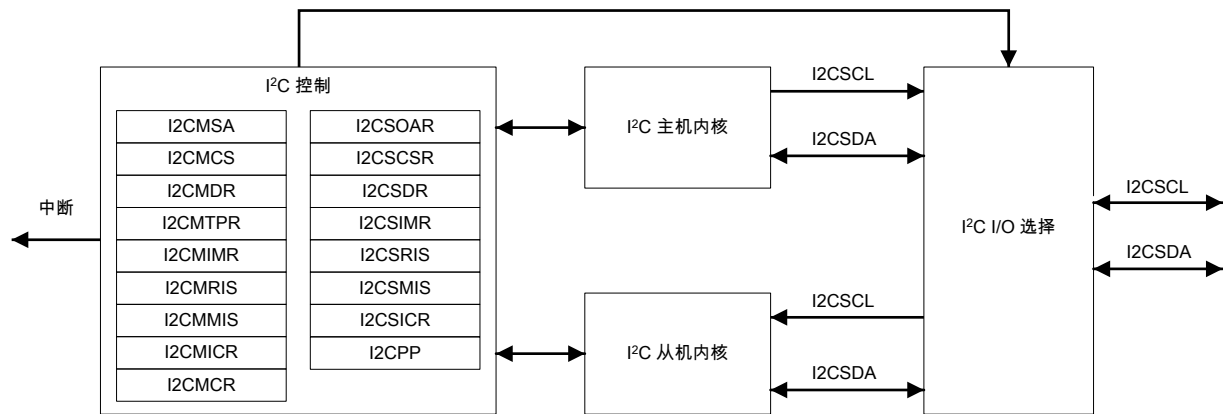 I²C 控制
I2CMSA
I2CMCS
I2CMDR
I2CMTPR
I2CMIMR
I2CMRIS
I2CMMIS
I2CMICR
I2CMCR
I2CSOAR
I2CSCSR
I2CSDR
I2CSIMR
I2CSRIS
I2CSMIS
I2CSICR
I2CPP
中断
I²C 主机内核
I2CSCL
I2CSDA
I²C 从机内核
I2CSCL
I2CSDA
I²C I/O 选择
I2CSCL
I2CSDA